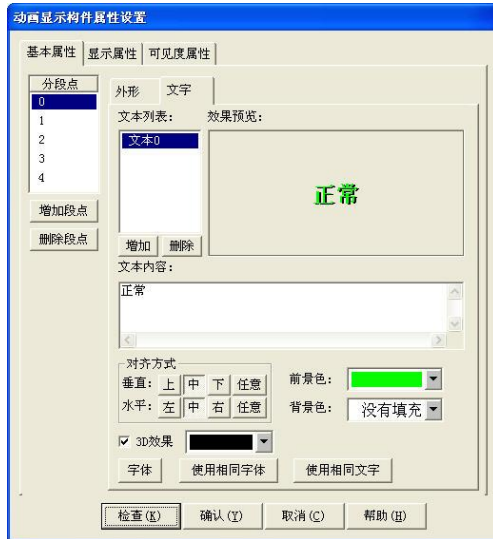 动画显示构件属性设置
基本属性 显示属性 可见度属性
分段点
0
1
2
3
4
增加段点
删除段点
外形 文字
文本列表: 效果预览:
文本0
正常
增加 删除
文本内容:
正常
对齐方式
垂直: 上 中 下 任意
水平: 左 中 右 任意
前景色:
背景色: 没有填充
3D效果
字体 使用相同字体 使用相同文字
检查(K) 确认(Y) 取消(C) 帮助(H)